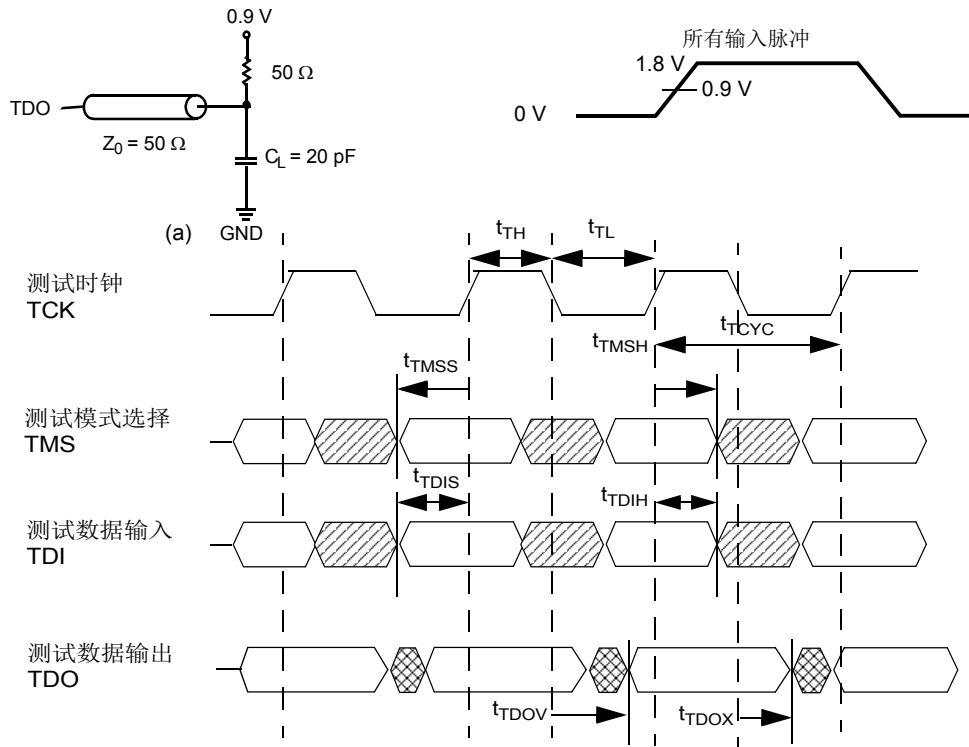 0.9 V
50 Ω
TDO
Z0 = 50 Ω
CL = 20 pF
(a)
GND
所有输入脉冲
1.8 V
0.9 V
0 V
tTH
tTL
测试时钟
TCK
tTMSH
tTCYC
tTMSS
测试模式选择
TMS
tTDIS
tTDIH
测试数据输入
TDI
测试数据输出
TDO
tTDOV
tTDOX